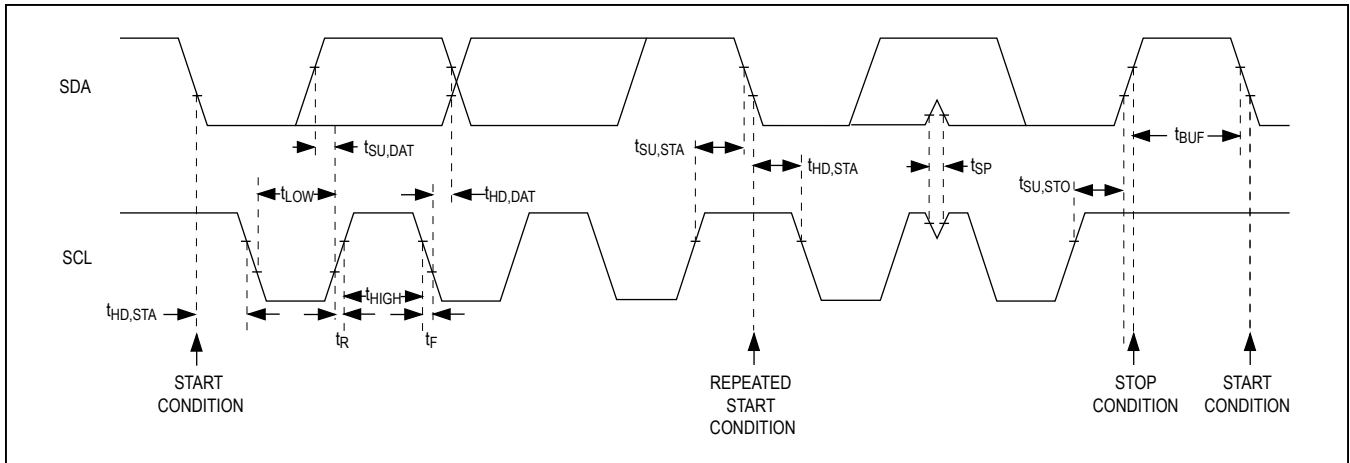 SDA
tSU,DAT
tSU,STA
tHD,STA
tSP
tBUF
tLOW
tHD,DAT
tSU,STO
SCL
tHIGH
tHD,STA
tR
tF
START
CONDITION
REPEATED
START
CONDITION
STOP
CONDITION
START
CONDITION